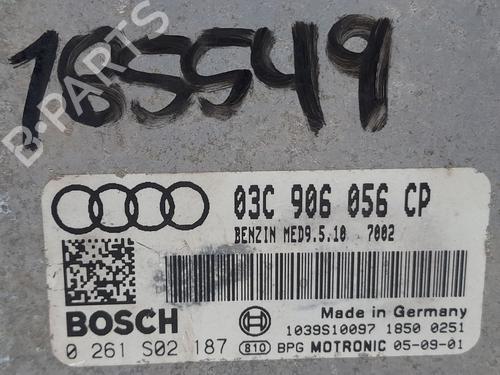 185549
B-PARTS
03C 906 056 CP
BENZIN MED9.5.10 7002
BOSCH
Made in Germany
1039S10097 1850 0251
0 261 S02 187 810 BPG MOTRONIC 05-09-01